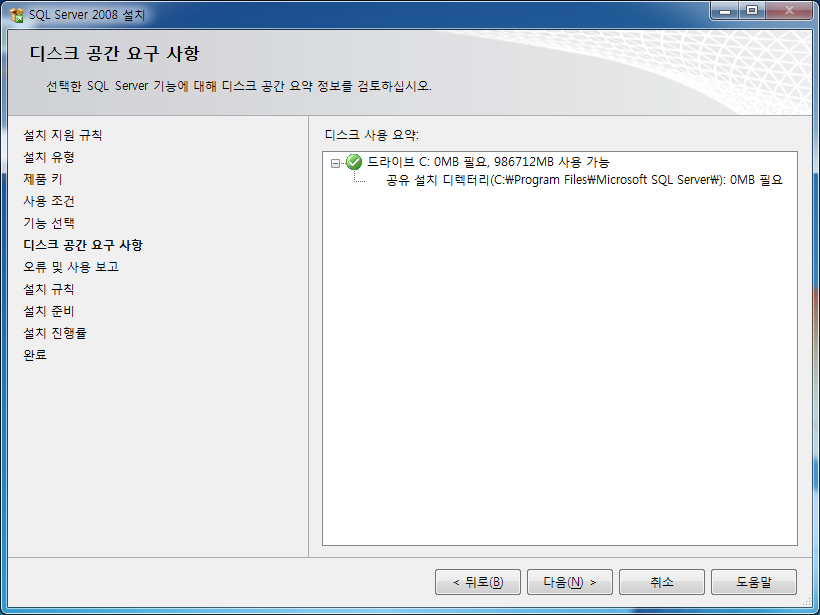 SQL Server 2008 설치
디스크 공간 요구 사항
선택한 SQL Server 기능에 대해 디스크 공간 요약 정보를 검토하십시오.
설치 지원 규칙
설치 유형
제품 키
사용 조건
기능 선택
디스크 공간 요구 사항
오류 및 사용 보고
설치 규칙
설치 준비
설치 진행률
완료
디스크 사용 요약:
드라이브 C: 0MB 필요, 986712MB 사용 가능
공유 설치 디렉터리(C:₩Program Files₩Microsoft SQL Server₩): 0MB 필요
< 뒤로(B)
다음(N) >
취소
도움말